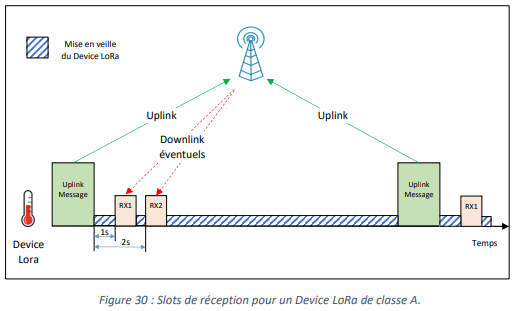 Mise en veille
du Device LoRa
Uplink
Uplink
Downlink
éventuels
Uplink
Message
RX1
RX2
Uplink
Message
RX1
1s
2s
Device
Lora
Temps
Figure 30 : Slots de réception pour un Device LoRa de classe A.